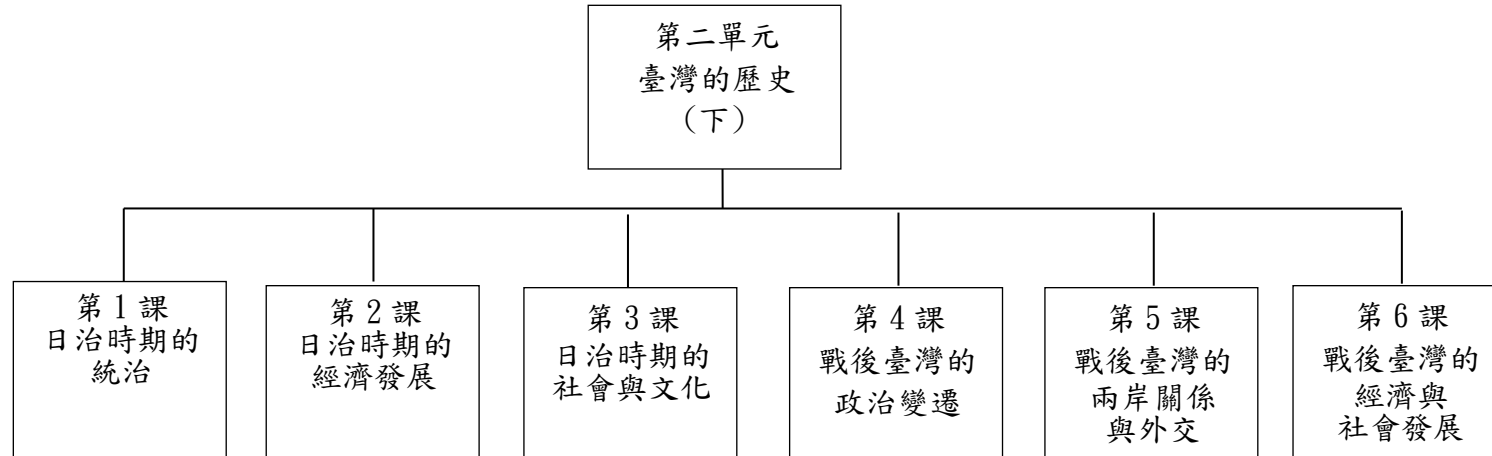 第二單元
臺灣的歷史
（下）
第1課
日治時期的
統治
第2課
日治時期的
經濟發展
第3課
日治時期的
社會與文化
第4課
戰後臺灣的
政治變遷
第5課
戰後臺灣的
兩岸關係
與外交
第6課
戰後臺灣的
經濟與
社會發展